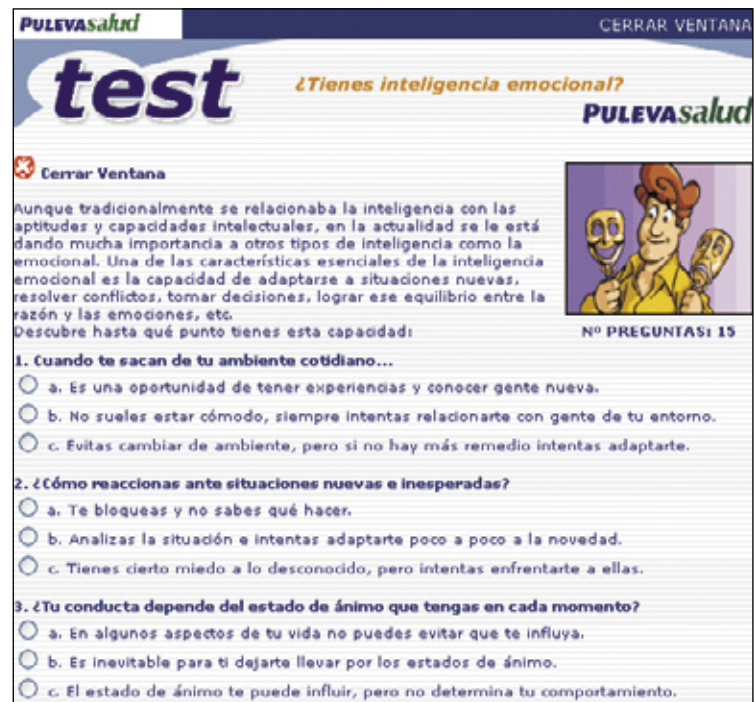 PULEVAsalud CERRAR VENTANA
test
¿Tienes inteligencia emocional?
PULEVAsalud
Cerrar Ventana
Aunque tradicionalmente se relacionaba la inteligencia con las
aptitudes y capacidades intelectuales, en la actualidad se le está
dando mucha importancia a otros tipos de inteligencia como la
emocional. Una de las características esenciales de la inteligencia
emocional es la capacidad de adaptarse a situaciones nuevas,
resolver conflictos, tomar decisiones, lograr ese equilibrio entre la
razón y las emociones, etc.
Descubre hasta qué punto tienes esta capacidad:
Nº PREGUNTAS: 15
1. Cuando te sacan de tu ambiente cotidiano...
a. Es una oportunidad de tener experiencias y conocer gente nueva.
b. No sueles estar cómodo, siempre intentas relacionarte con gente de tu entorno.
c. Evitas cambiar de ambiente, pero si no hay más remedio intentas adaptarte.
2. ¿Cómo reaccionas ante situaciones nuevas e inesperadas?
a. Te bloqueas y no sabes qué hacer.
b. Analizas la situación e intentas adaptarte poco a poco a la novedad.
c. Tienes cierto miedo a lo desconocido, pero intentas enfrentarte a ellas.
3. ¿Tu conducta depende del estado de ánimo que tengas en cada momento?
a. En algunos aspectos de tu vida no puedes evitar que te influya.
b. Es inevitable para ti dejarte llevar por los estados de ánimo.
c. El estado de ánimo te puede influir, pero no determina tu comportamiento.